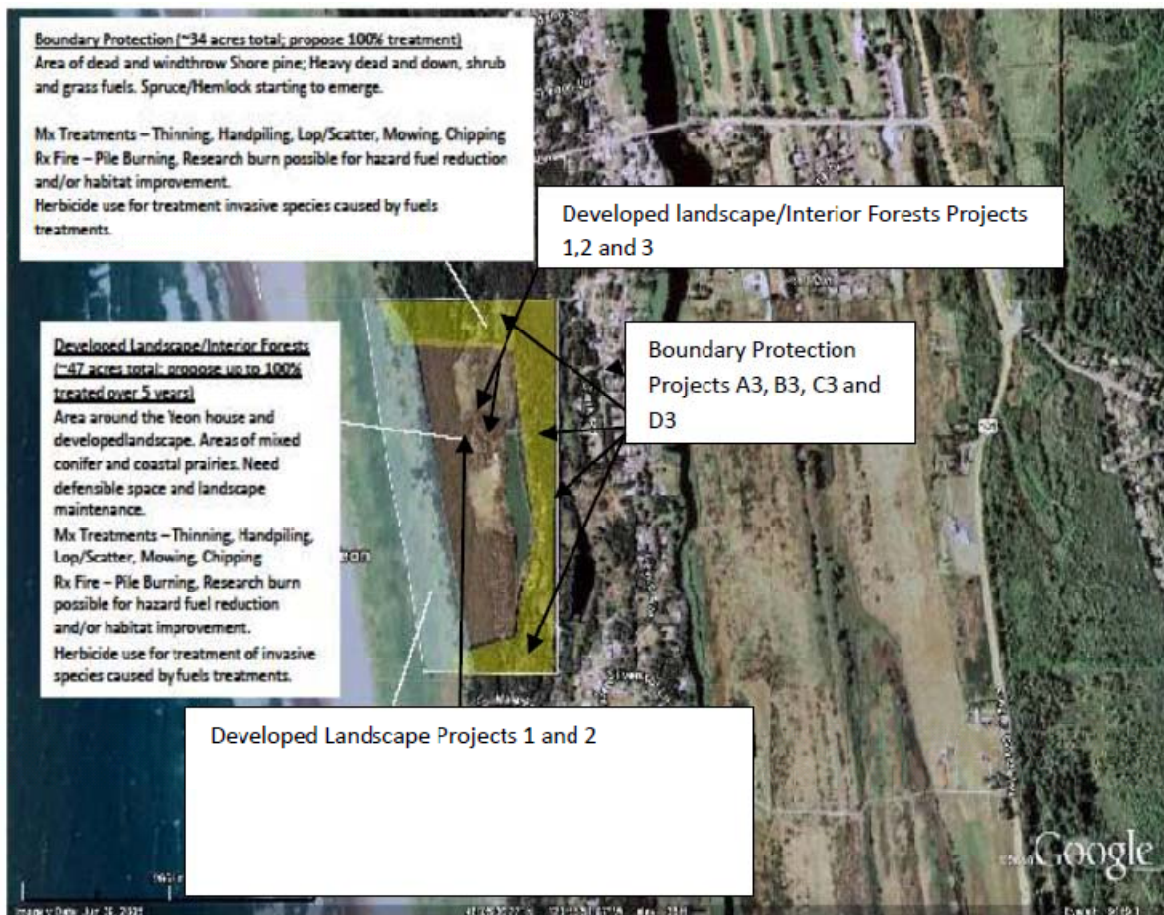 Boundary Protection (~34 acres total; propose 100% treatment)
Area of dead and windthrow Shore pine; Heavy dead and down, shrub
and grass fuels. Spruce/Hemlock starting to emerge.
Mx Treatments – Thinning, Handpiling, Lop/Scatter, Mowing, Chipping
Rx Fire – Pile Burning, Research burn possible for hazard fuel reduction
and/or habitat improvement.
Herbicide use for treatment invasive species caused by fuels
treatments.
Developed landscape/Interior Forests Projects
1,2 and 3
Developed Landscape/Interior Forests
(~47 acres total; propose up to 100%
treated over 5 years)
Area around the Yeon house and
developedlandscape. Areas of mixed
conifer and coastal prairies. Need
defensible space and landscape
maintenance.
Mx Treatments – Thinning, Handpiling,
Lop/Scatter, Mowing, Chipping
Rx Fire – Pile Burning, Research burn
possible for hazard fuel reduction
and/or habitat improvement.
Herbicide use for treatment of invasive
species caused by fuels treatments.
Boundary Protection
Projects A3, B3, C3 and
D3
ean
Developed Landscape Projects 1 and 2
Google